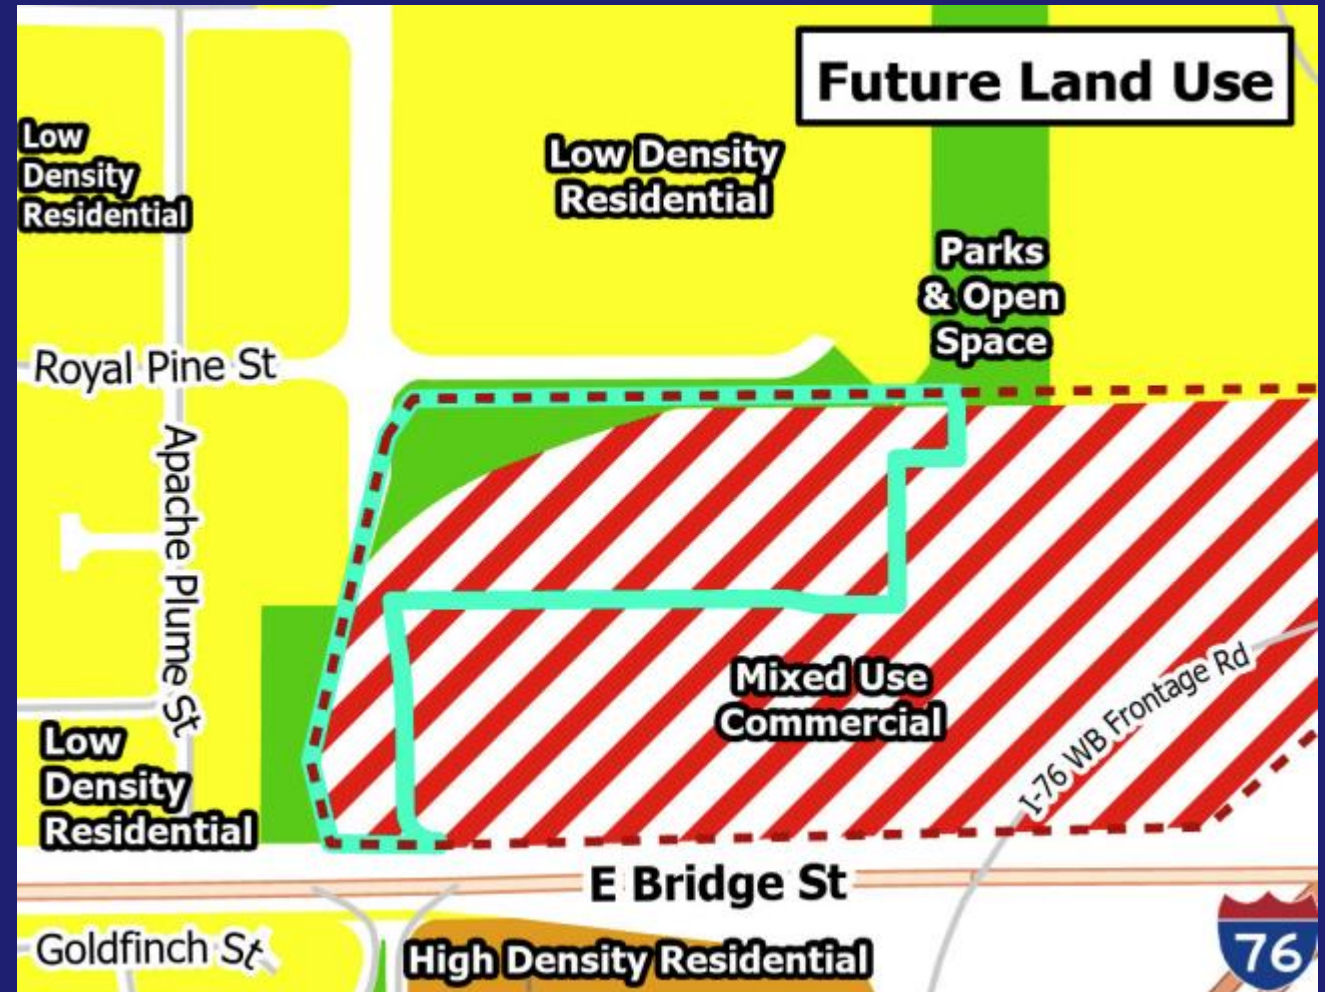 Future Land Use
Low
Density
Residential
Low Density
Residential
Parks
& Open
Space
Royal Pine St
Apache Plume St
Mixed Use
Commercial
I-76 WB Frontage Rd
Low
Density
Residential
E Bridge St
Goldfinch St
High Density Residential
76